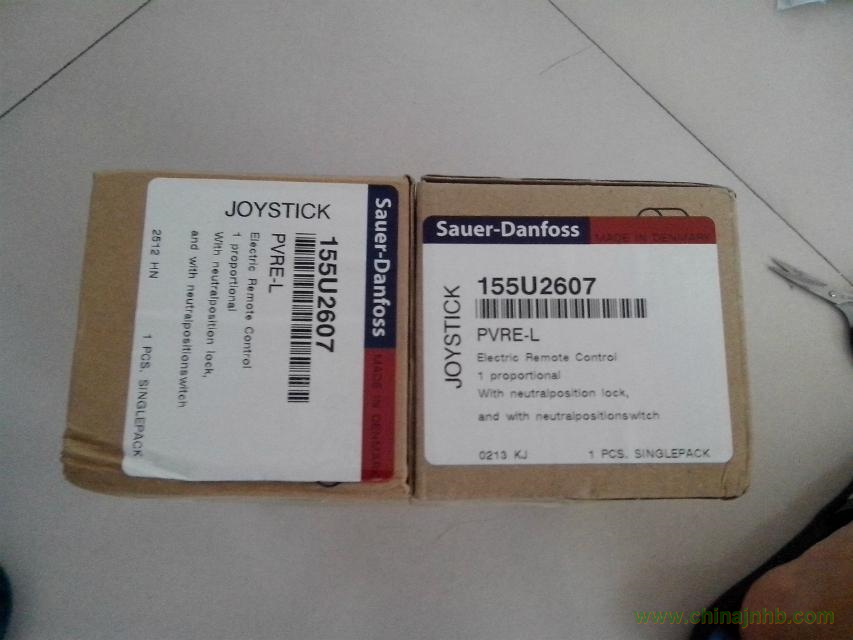 Sauer-Danfoss MADE IN DENMARK
JOYSTICK
155U2607
PVRE-L
Electric Remote Control
1 proportional
With neutralposition lock,
and with neutralpositionswitch
2512 HN 1 PCS. SINGLEPACK
Sauer-Danfoss MADE IN DENMARK
JOYSTICK
155U2607
PVRE-L
Electric Remote Control
1 proportional
With neutralposition lock,
and with neutralpositionswitch
0213 KJ 1 PCS. SINGLEPACK
www.chinajnhb.com